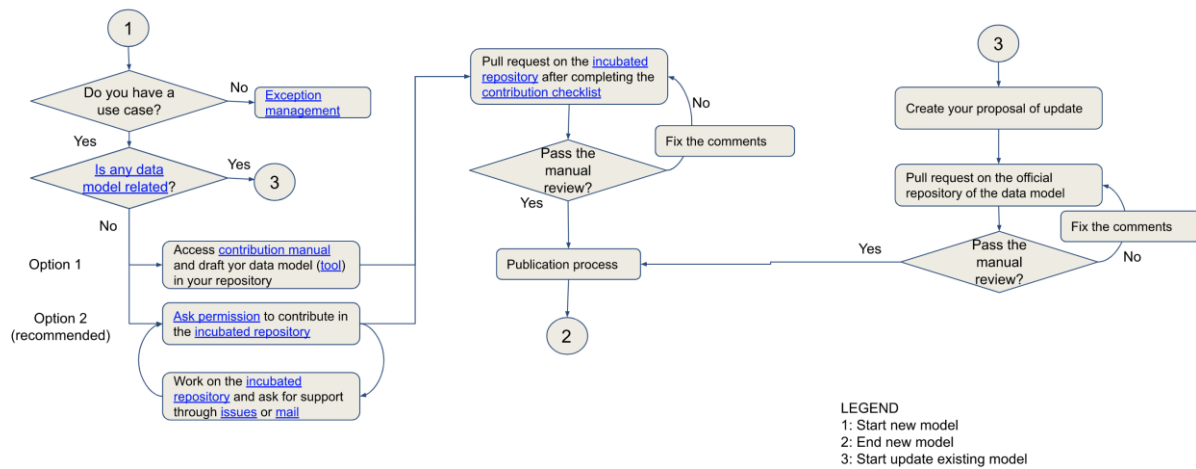 1
Do you have a
use case?
No
Exception
management
Yes
Is any data
model related?
Yes
3
No
Option 1
Access contribution manual
and draft yor data model (tool)
in your repository
Option 2
(recommended)
Ask permission to contribute in
the incubated repository
Work on the incubated
repository and ask for support
through issues or mail
Pull request on the incubated
repository after completing the
contribution checklist
No
Fix the comments
Pass the
manual
review?
Yes
Publication process
2
3
Create your proposal of update
Pull request on the official
repository of the data model
Fix the comments
Yes
Pass the
manual
review?
No
LEGEND
1: Start new model
2: End new model
3: Start update existing model